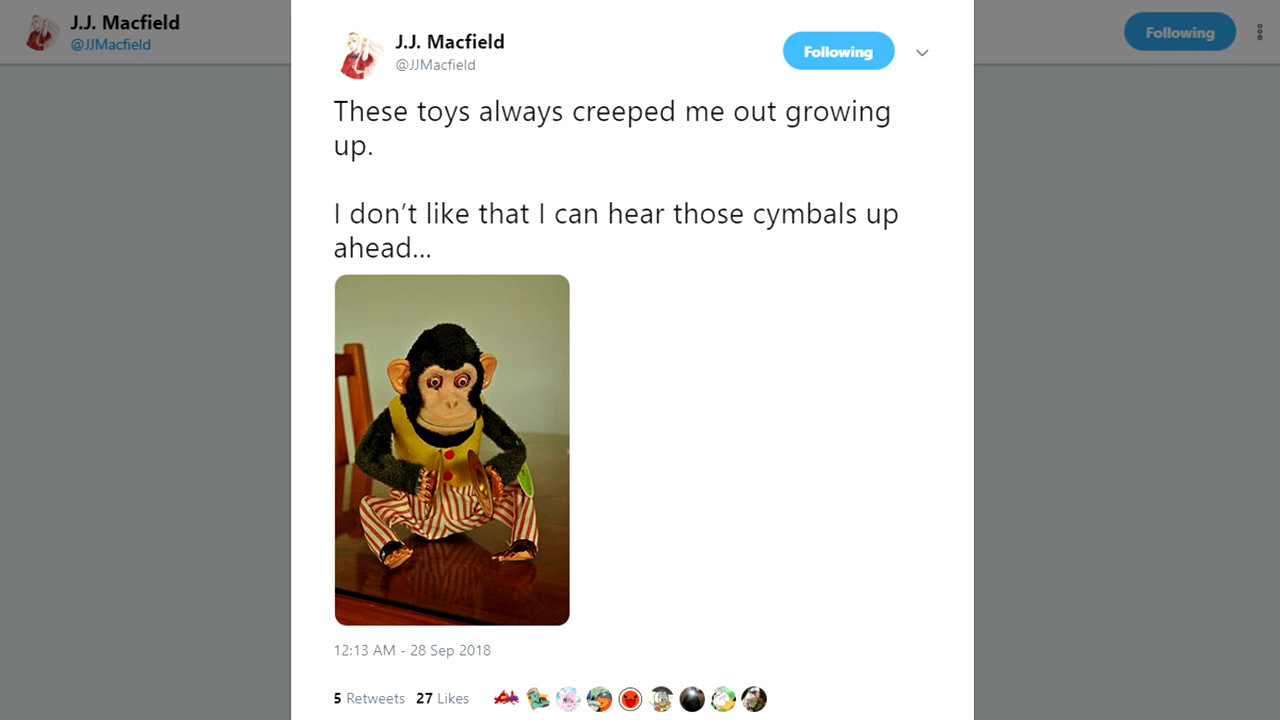 J.J. Macfield
@JJMacfield
Following
J.J. Macfield
@JJMacfield
Following
These toys always creeped me out growing
up.
I don’t like that I can hear those cymbals up
ahead...
12:13 AM - 28 Sep 2018
5 Retweets 27 Likes